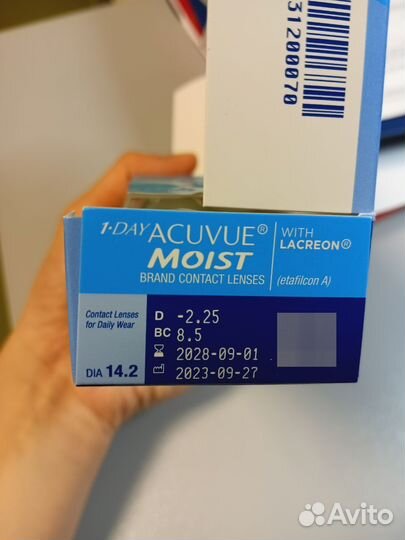 31200070
1·DAY ACUVUE® MOIST
BRAND CONTACT LENSES
WITH LACREON®
(etafilcon A)
Contact Lenses
for Daily Wear
DIA 14.2
D -2.25
BC 8.5
2028-09-01
2023-09-27
Avito